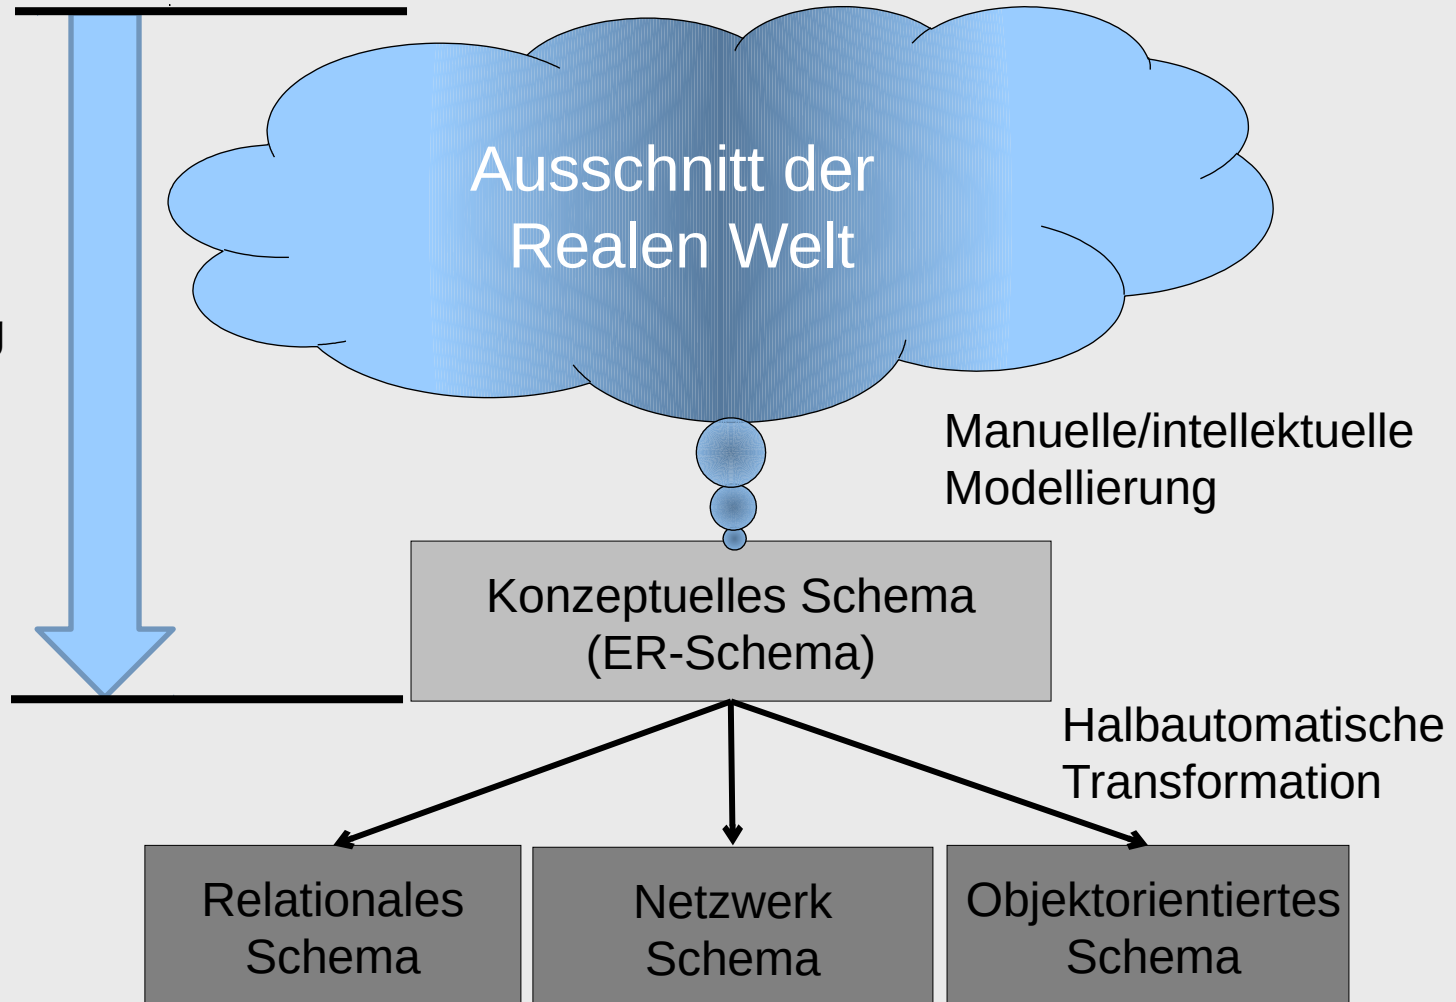 Ausschnitt der
Realen Welt
Manuelle/intellektuelle
Modellierung
Konzeptuelles Schema
(ER-Schema)
Halbautomatische
Transformation
Relationales
Schema
Netzwerk
Schema
Objektorientiertes
Schema